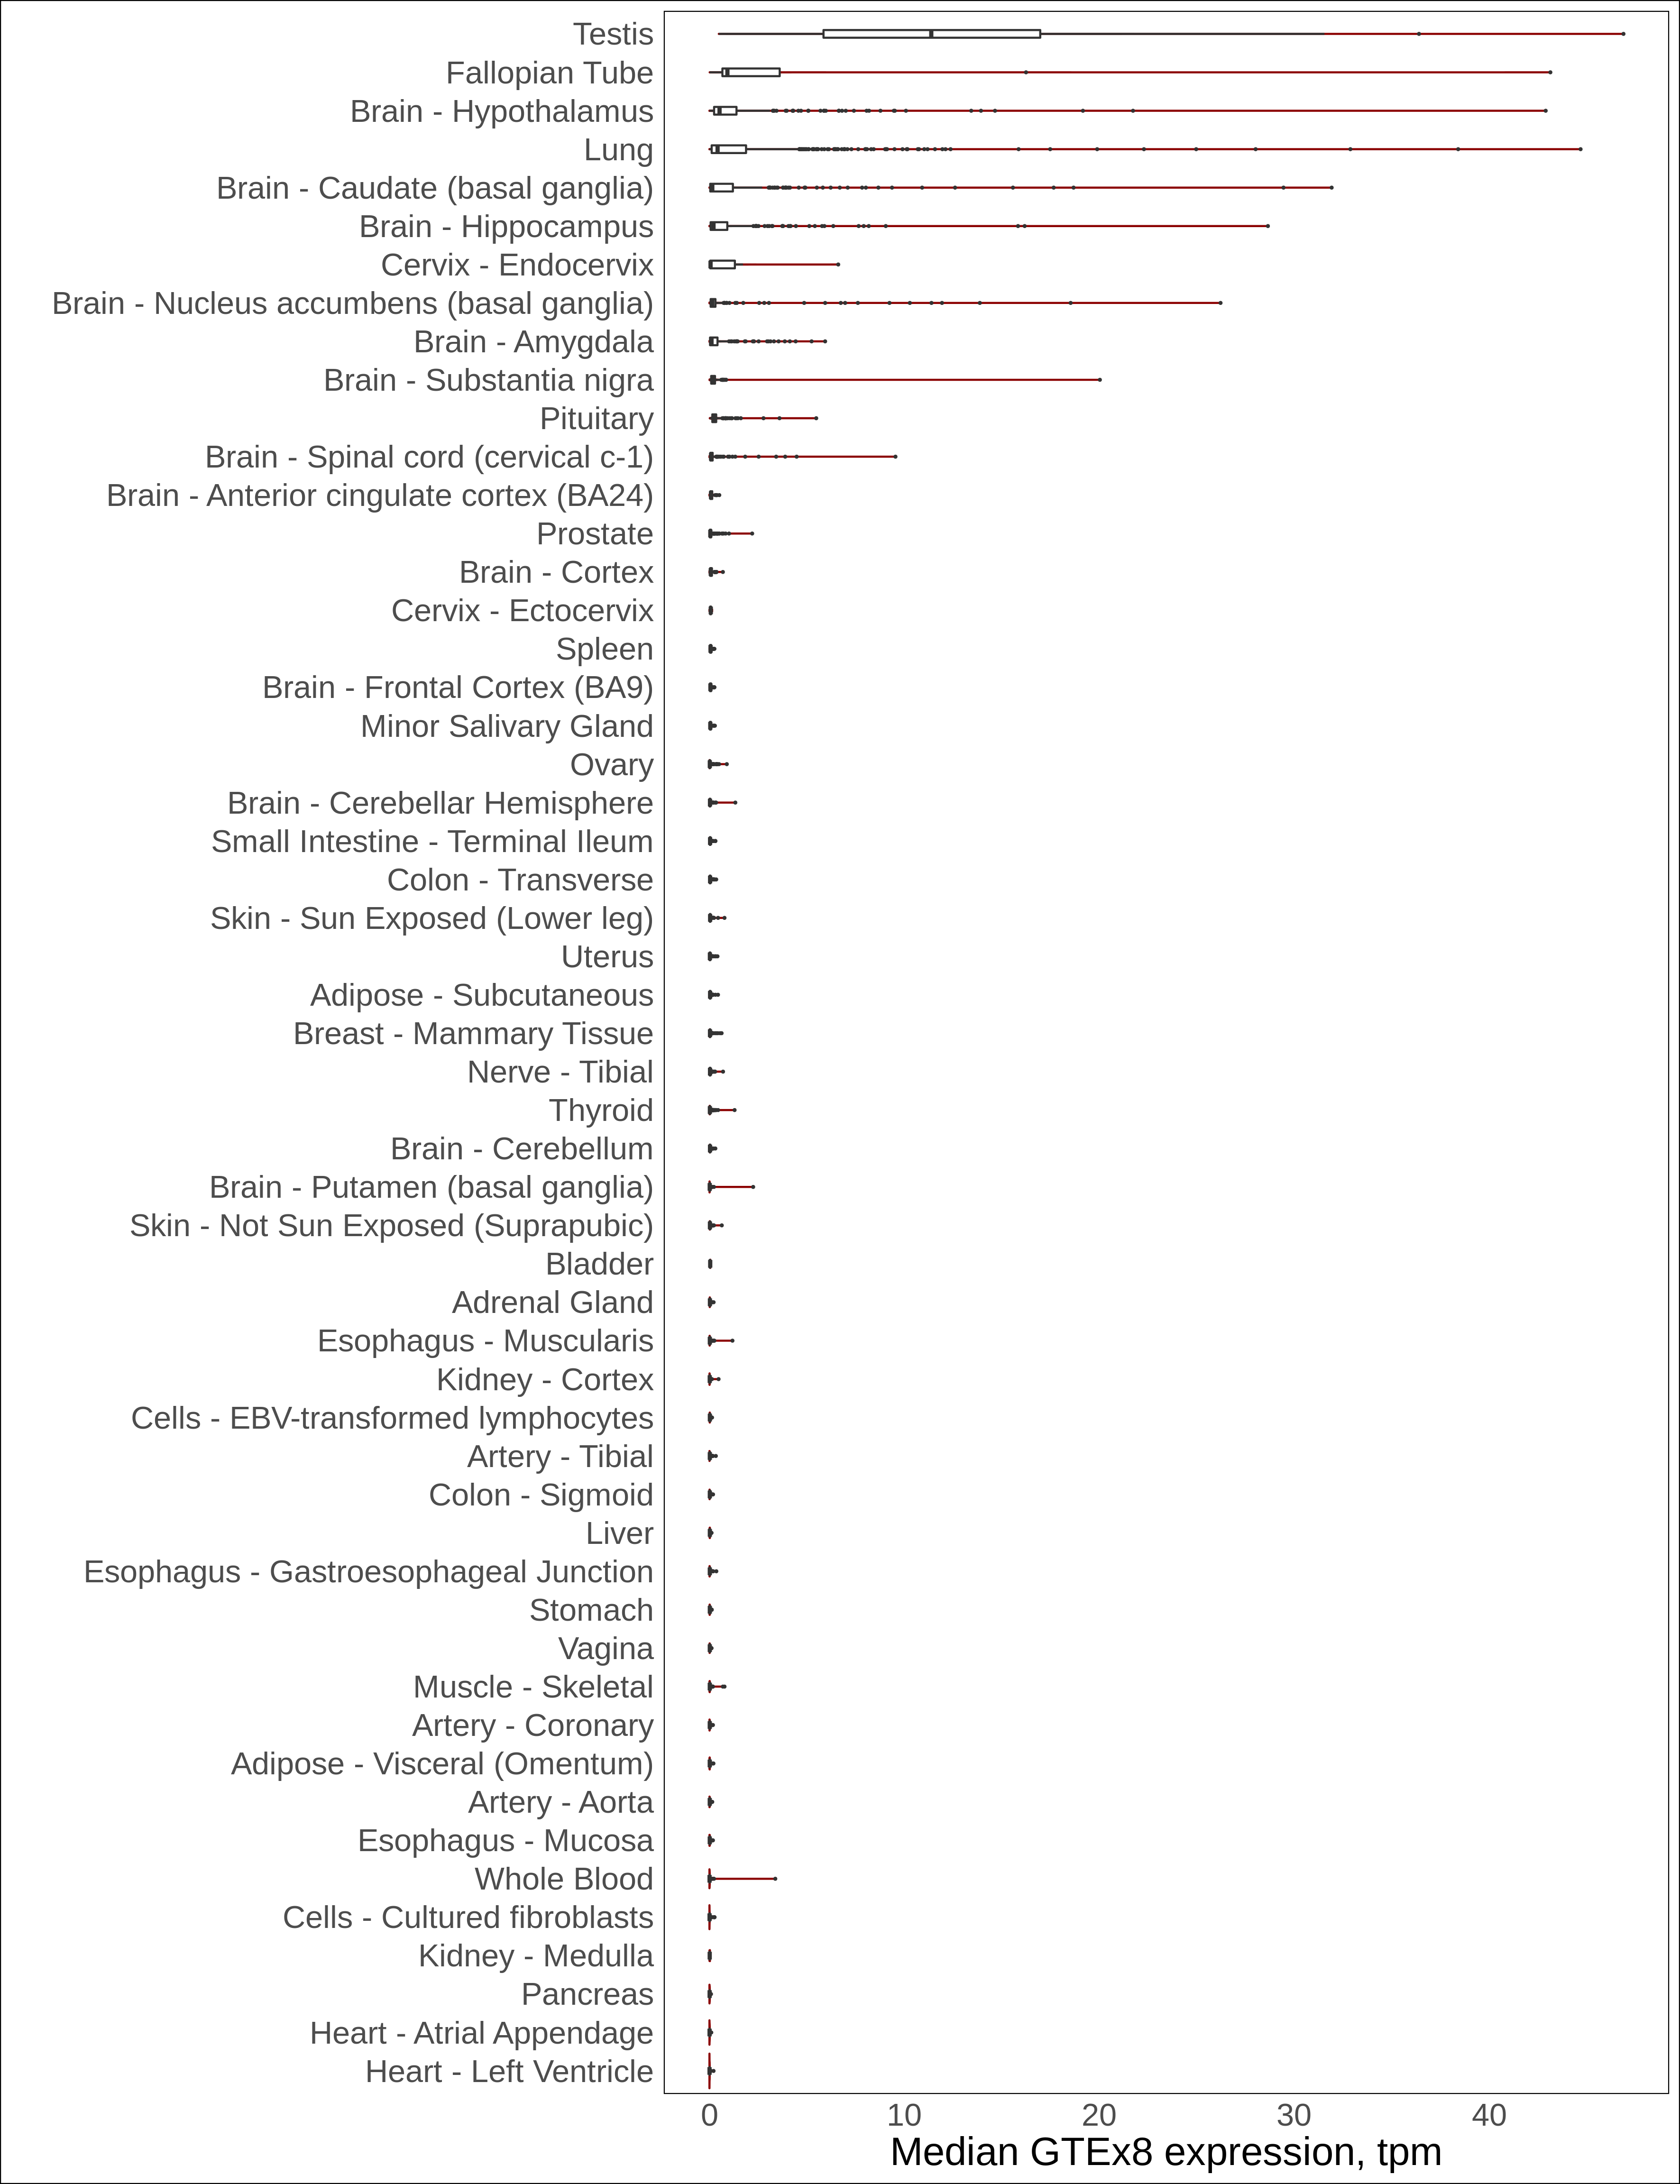 Testis
Fallopian Tube
Brain - Hypothalamus
Lung
Brain - Caudate (basal ganglia)
Brain - Hippocampus
Cervix - Endocervix
Brain - Nucleus accumbens (basal ganglia)
Brain - Amygdala
Brain - Substantia nigra
Pituitary
Brain - Spinal cord (cervical c-1)
Brain - Anterior cingulate cortex (BA24)
Prostate
Brain - Cortex
Cervix - Ectocervix
Spleen
Brain - Frontal Cortex (BA9)
Minor Salivary Gland
Ovary
Brain - Cerebellar Hemisphere
Small Intestine - Terminal Ileum
Colon - Transverse
Skin - Sun Exposed (Lower leg)
Uterus
Adipose - Subcutaneous
Breast - Mammary Tissue
Nerve - Tibial
Thyroid
Brain - Cerebellum
Brain - Putamen (basal ganglia)
Skin - Not Sun Exposed (Suprapubic)
Bladder
Adrenal Gland
Esophagus - Muscularis
Kidney - Cortex
Cells - EBV-transformed lymphocytes
Artery - Tibial
Colon - Sigmoid
Liver
Esophagus - Gastroesophageal Junction
Stomach
Vagina
Muscle - Skeletal
Artery - Coronary
Adipose - Visceral (Omentum)
Artery - Aorta
Esophagus - Mucosa
Whole Blood
Cells - Cultured fibroblasts
Kidney - Medulla
Pancreas
Heart - Atrial Appendage
Heart - Left Ventricle
0 10 20 30 40
Median GTEx8 expression, tpm